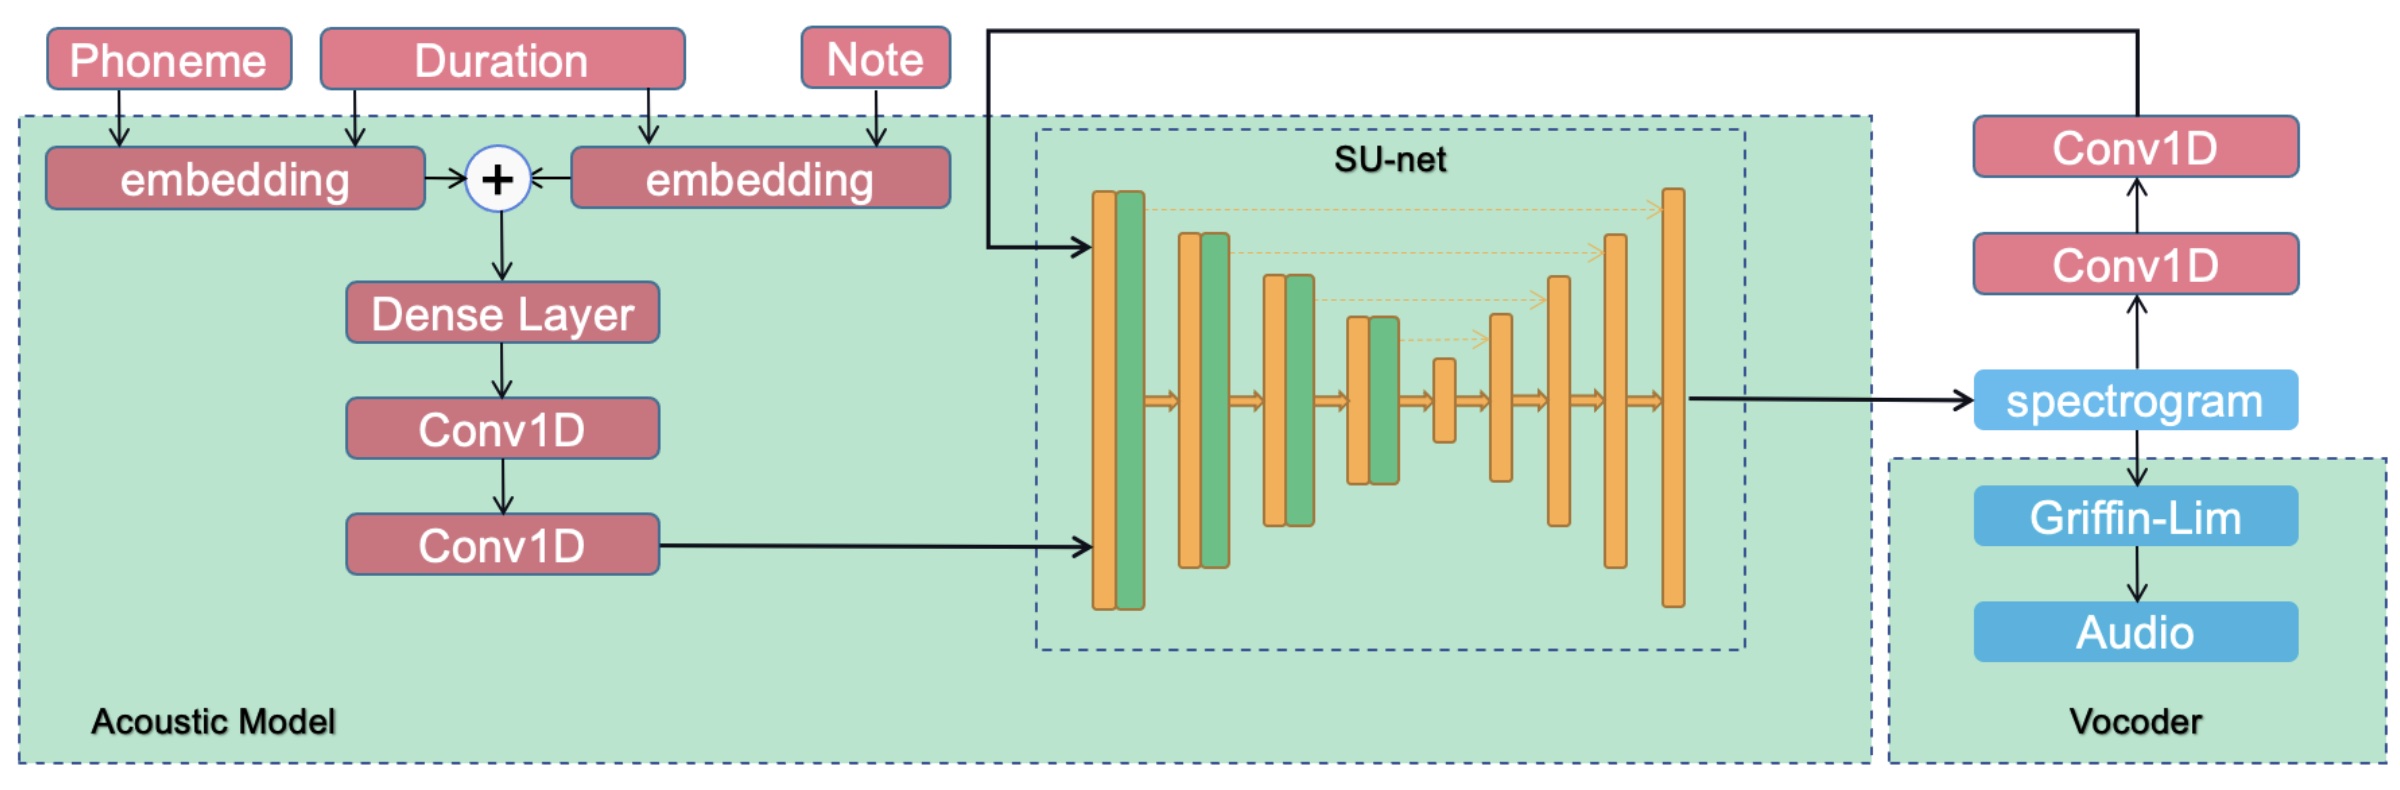 Phoneme
Duration
Note
embedding
+
embedding
Dense Layer
Conv1D
Conv1D
Acoustic Model
SU-net
Conv1D
Conv1D
spectrogram
Griffin-Lim
Audio
Vocoder